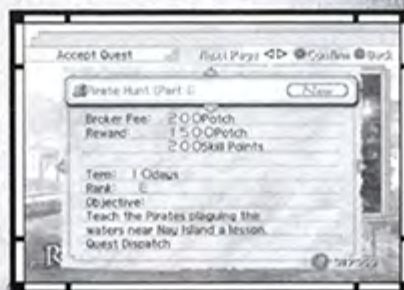 Accept Quest Next Page Confirm Back
Pirate Hunt (Part 1) New
Broker Fee: 200Potch
Reward: 1500Potch
200Skill Points
Term: 10days
Rank: E
Objective:
Teach the Pirates plaguing the
waters near Nay Island a lesson.
Quest Dispatch